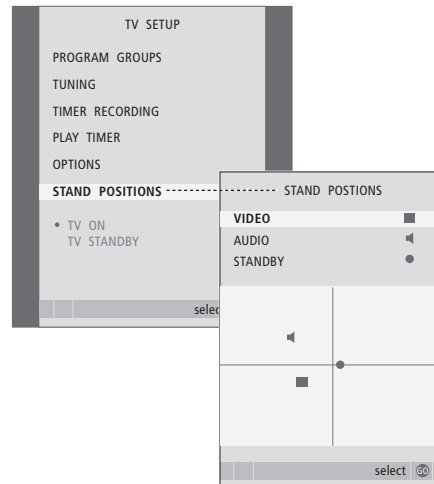 TV SETUP
PROGRAM GROUPS
TUNING
TIMER RECORDING
PLAY TIMER
OPTIONS
STAND POSITIONS
• TV ON
TV STANDBY
selec
STAND POSTIONS
VIDEO
AUDIO
STANDBY
select GO